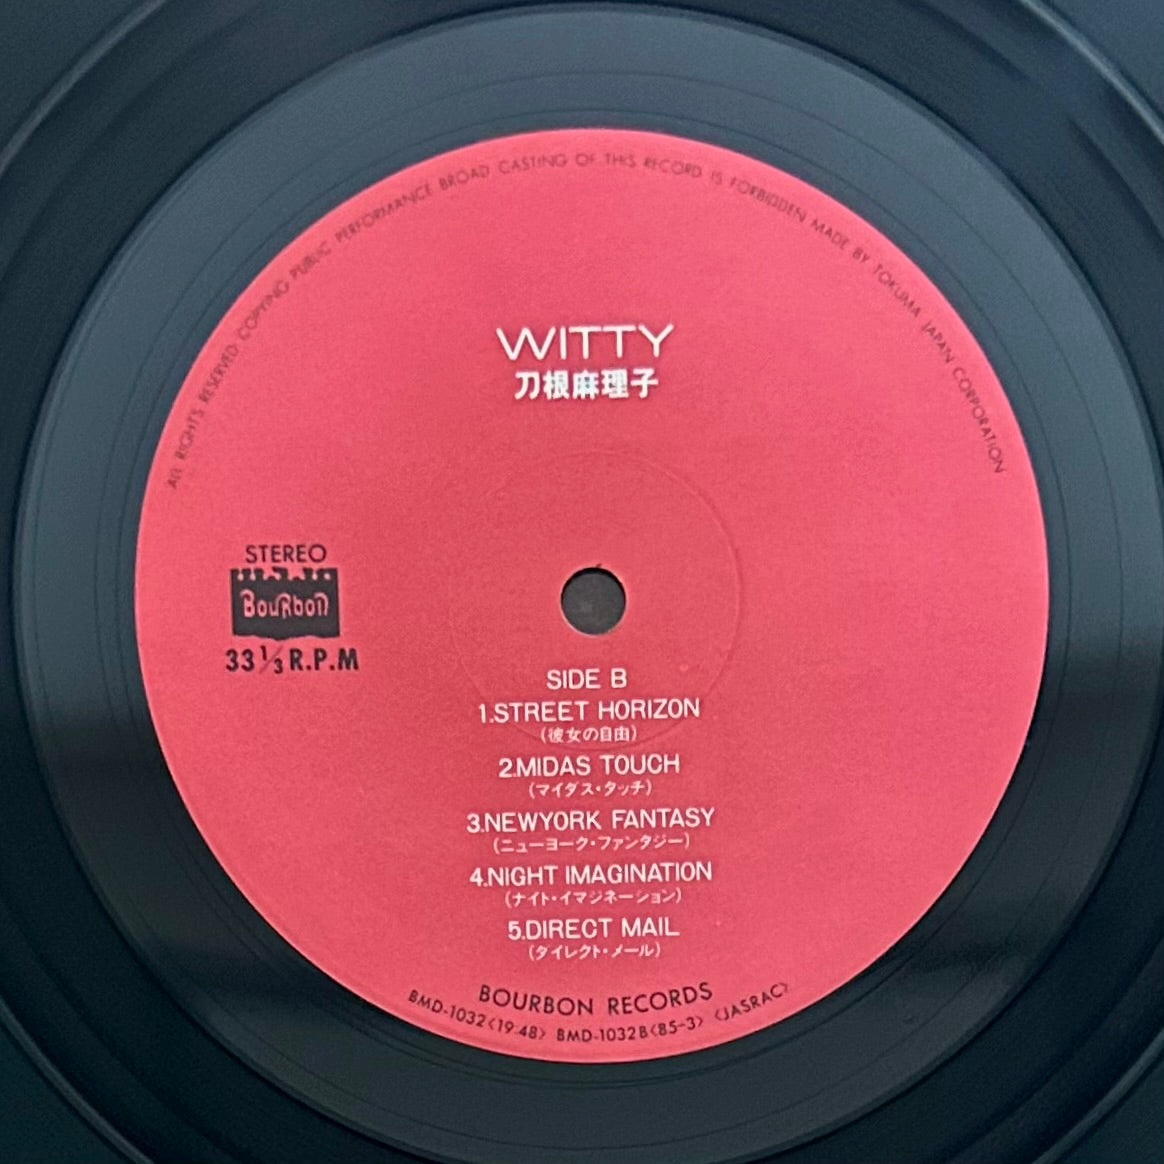 ALL RIGHTS RESERVED COPYING PUBLIC PERFORMANCE BROAD CASTING OF THIS RECORD IS FORBIDDEN MADE BY TOKUMA JAPAN CORPORATION
WITTY
刀根麻理子
STEREO
BouRbon
33⅓ R.P.M
SIDE B
1.STREET HORIZON
(彼女の自由)
2.MIDAS TOUCH
(マイダス・タッチ)
3.NEWYORK FANTASY
(ニューヨーク・ファンタジー)
4.NIGHT IMAGINATION
(ナイト・イマジネーション)
5.DIRECT MAIL
(ダイレクト・メール)
BOURBON RECORDS
BMD-1032〈19·48〉 BMD-1032B〈85-3〉 〈JASRAC〉